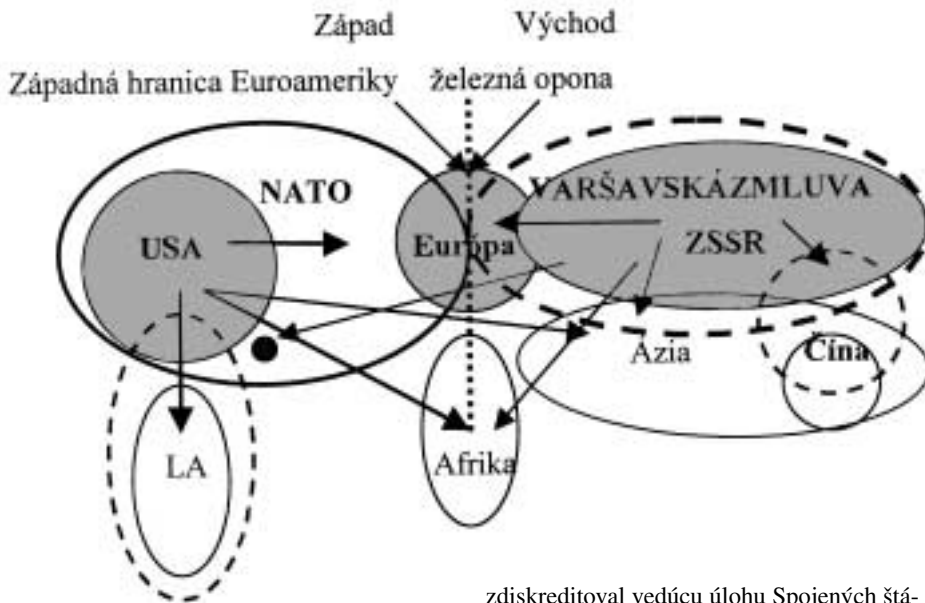 Západ Východ
Západná hranica Euroameriky železná opona
NATO VARŠAVSKÁZMLUVA
USA Európa ZSSR
Ázia Čína
LA Afrika
zdiskreditoval vedúcu úlohu Spojených štá-